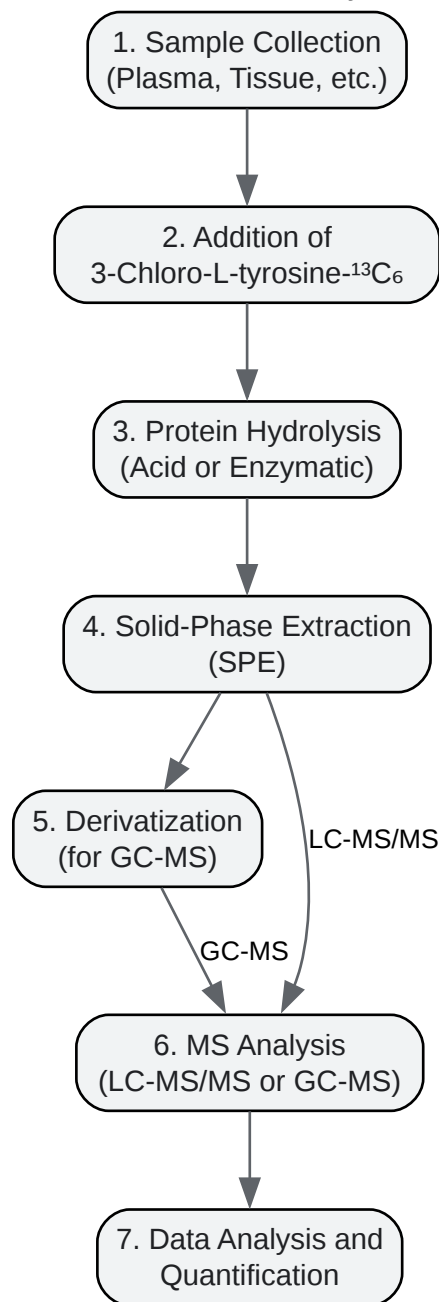 1. Sample Collection
(Plasma, Tissue, etc.)
2. Addition of
3-Chloro-L-tyrosine-¹³C₆
3. Protein Hydrolysis
(Acid or Enzymatic)
4. Solid-Phase Extraction
(SPE)
5. Derivatization
(for GC-MS)
LC-MS/MS
GC-MS
6. MS Analysis
(LC-MS/MS or GC-MS)
7. Data Analysis and
Quantification